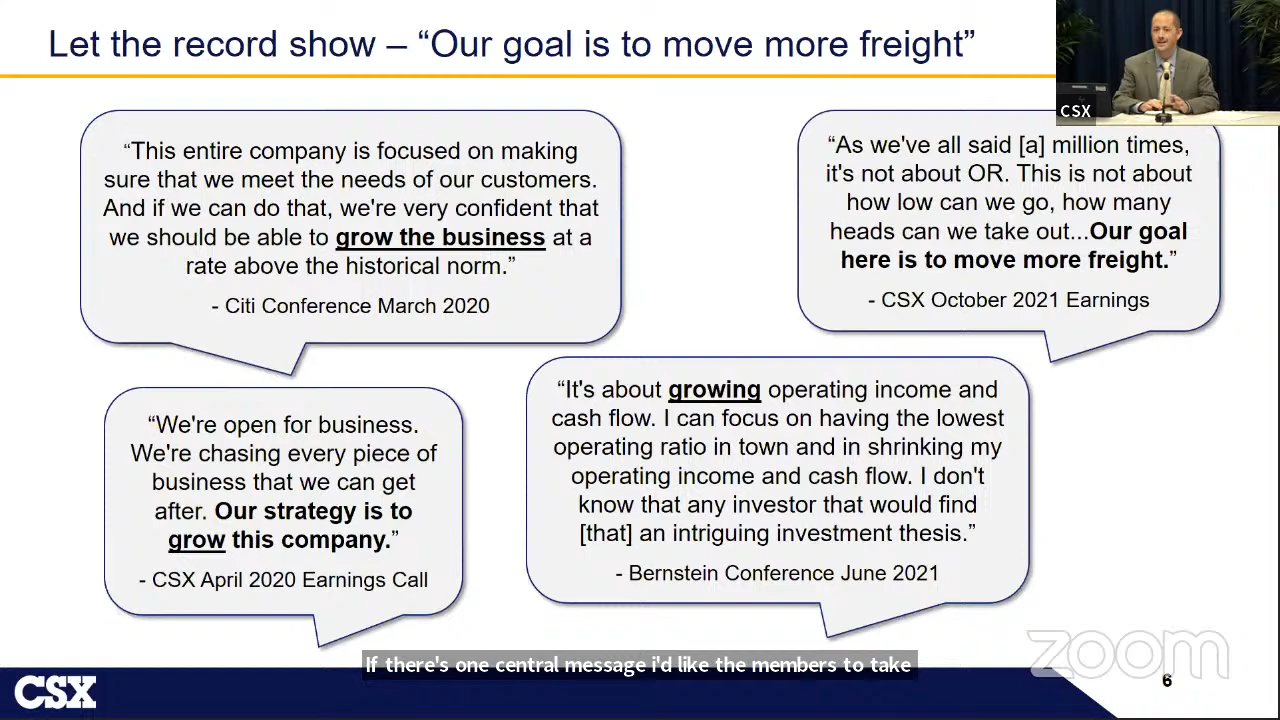 Let the record show – “Our goal is to move more freight”
CSX
“This entire company is focused on making
sure that we meet the needs of our customers.
And if we can do that, we're very confident that
we should be able to grow the business at a
rate above the historical norm.”
- Citi Conference March 2020
“As we've all said [a] million times,
it's not about OR. This is not about
how low can we go, how many
heads can we take out...Our goal
here is to move more freight.”
- CSX October 2021 Earnings
“We're open for business.
We're chasing every piece of
business that we can get
after. Our strategy is to
grow this company.”
- CSX April 2020 Earnings Call
“It's about growing operating income and
cash flow. I can focus on having the lowest
operating ratio in town and in shrinking my
operating income and cash flow. I don't
know that any investor that would find
[that] an intriguing investment thesis.”
- Bernstein Conference June 2021
zoom
If there's one central message i'd like the members to take
CSX
6